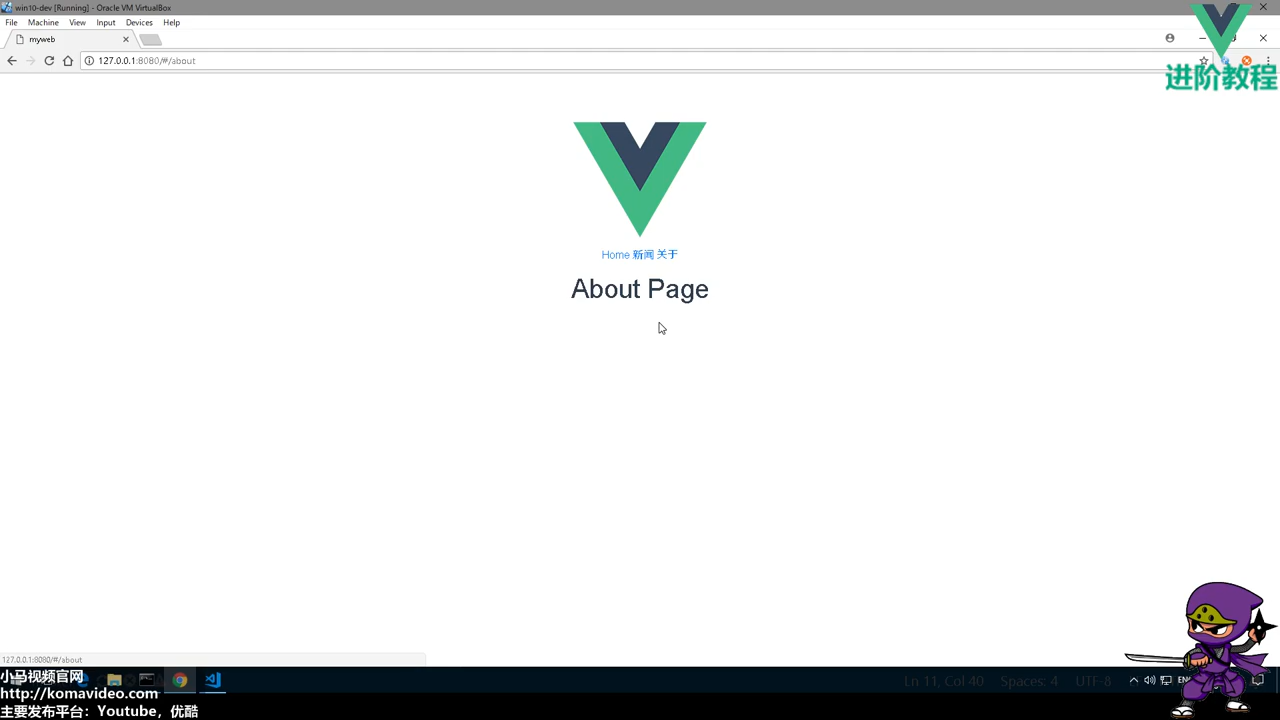 win10-dev [Running] - Oracle VM VirtualBox
File Machine View Input Devices Help
myweb
127.0.0.1:8080/#/about
进阶教程
Home 新闻 关于
About Page
127.0.0.1:8080/#/about
小马视频官网
http://komavideo.com
主要发布平台：Youtube，优酷
Ln 11, Col 40 Spaces: 4 UTF-8